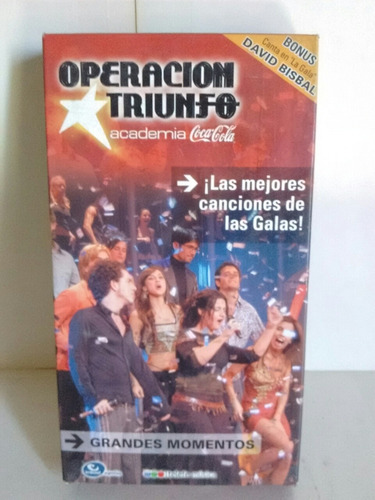 BONUS
Canta en "La Gala"
DAVID BISBAL
OPERACION
TRIUNFO
academia Coca-Cola
¡Las mejores
canciones de
las Galas!
GRANDES MOMENTOS